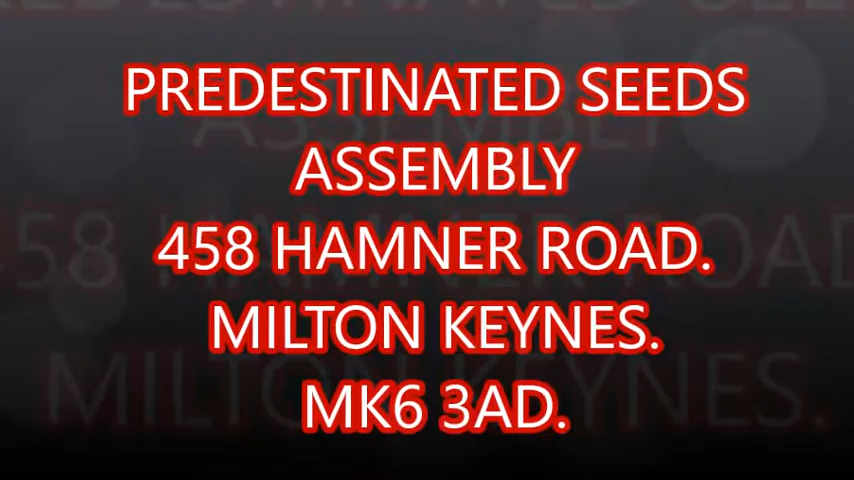 PREDESTINATED SEEDS
ASSEMBLY
458 HAMNER ROAD.
MILTON KEYNES.
MK6 3AD.